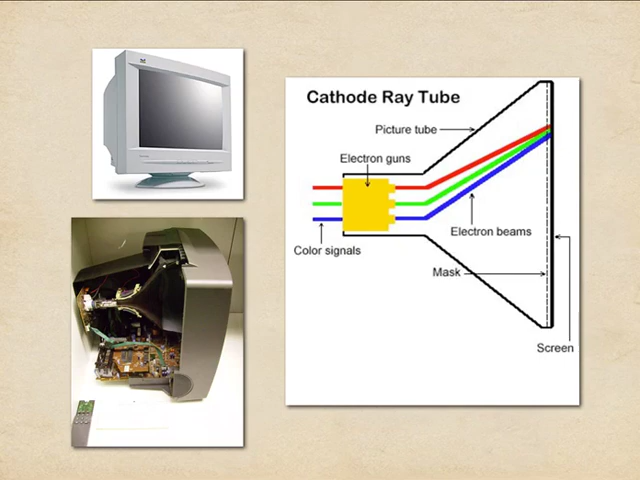 Cathode Ray Tube
Picture tube
Electron guns
Electron beams
Color signals
Mask
Screen